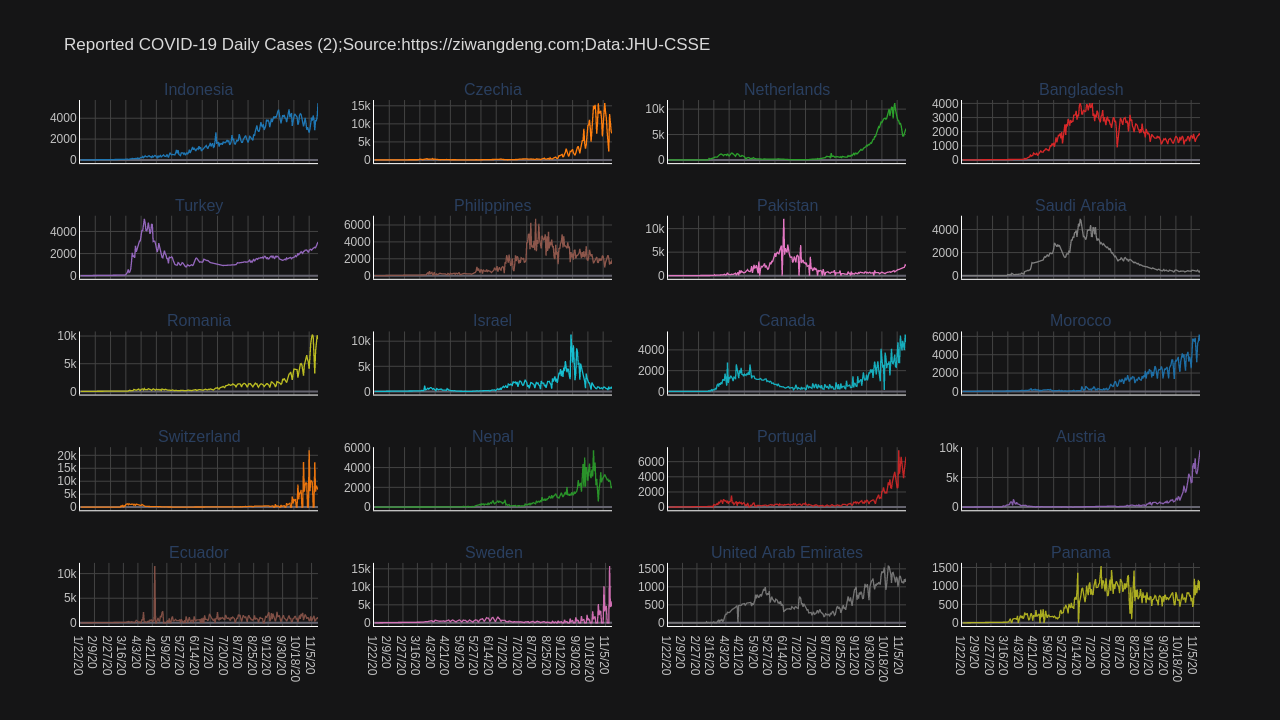 Reported COVID-19 Daily Cases (2);Source:https://ziwangdeng.com;Data:JHU-CSSE
Indonesia
4000
2000
0
Czechia
15k
10k
5k
0
Netherlands
10k
5k
0
Bangladesh
4000
3000
2000
1000
0
Turkey
4000
2000
0
Philippines
6000
4000
2000
0
Pakistan
10k
5k
0
Saudi Arabia
4000
2000
0
Romania
10k
5k
0
Israel
10k
5k
0
Canada
4000
2000
0
Morocco
6000
4000
2000
0
Switzerland
20k
15k
10k
5k
0
Nepal
6000
4000
2000
0
Portugal
6000
4000
2000
0
Austria
10k
5k
0
Ecuador
10k
5k
0
1/22/20
2/9/20
2/27/20
3/16/20
4/3/20
4/21/20
5/9/20
5/27/20
6/14/20
7/2/20
7/20/20
8/7/20
8/25/20
9/12/20
9/30/20
10/18/20
11/5/20
Sweden
15k
10k
5k
0
1/22/20
2/9/20
2/27/20
3/16/20
4/3/20
4/21/20
5/9/20
5/27/20
6/14/20
7/2/20
7/20/20
8/7/20
8/25/20
9/12/20
9/30/20
10/18/20
11/5/20
United Arab Emirates
1500
1000
500
0
1/22/20
2/9/20
2/27/20
3/16/20
4/3/20
4/21/20
5/9/20
5/27/20
6/14/20
7/2/20
7/20/20
8/7/20
8/25/20
9/12/20
9/30/20
10/18/20
11/5/20
Panama
1500
1000
500
0
1/22/20
2/9/20
2/27/20
3/16/20
4/3/20
4/21/20
5/9/20
5/27/20
6/14/20
7/2/20
7/20/20
8/7/20
8/25/20
9/12/20
9/30/20
10/18/20
11/5/20